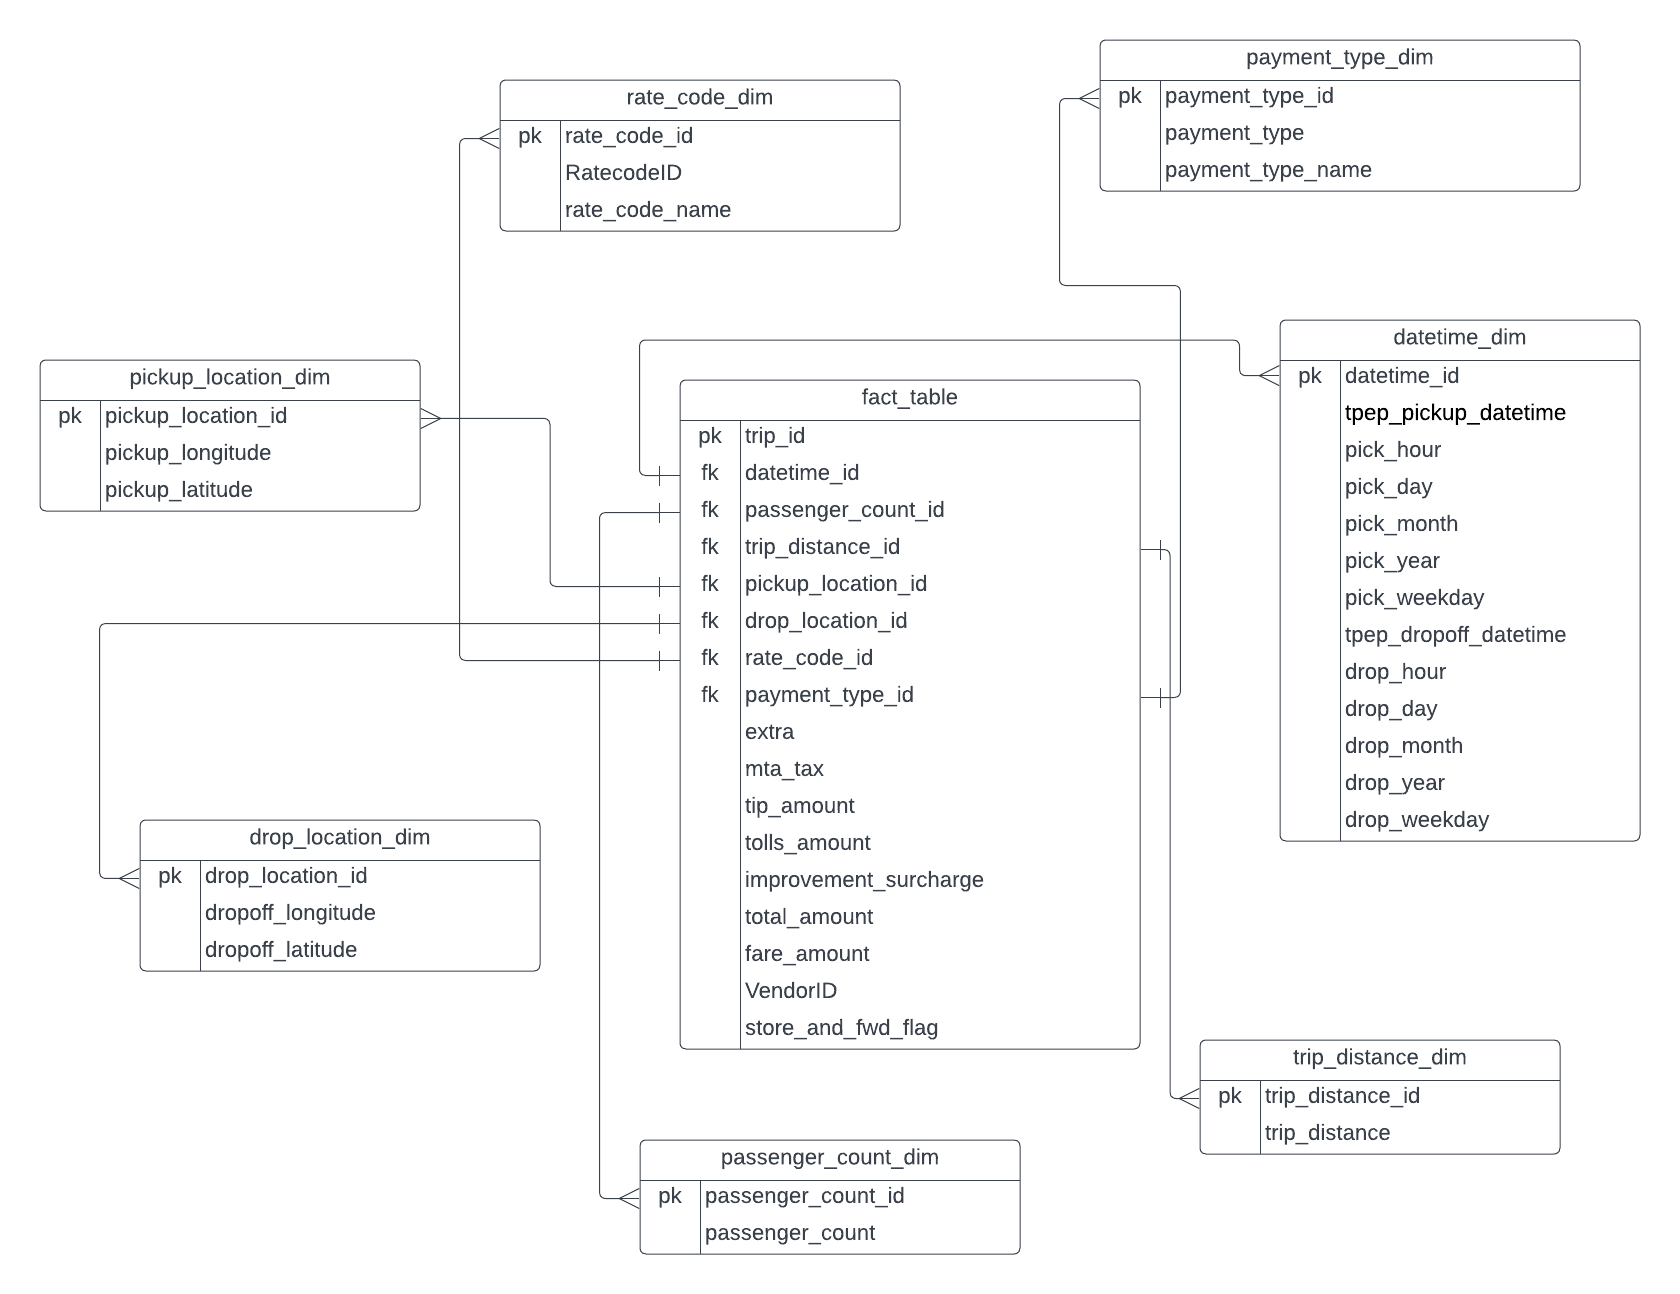 payment_type_dim
pk payment_type_id
payment_type
payment_type_name
rate_code_dim
pk rate_code_id
RatecodeID
rate_code_name
datetime_dim
pk datetime_id
tpep_pickup_datetime
pick_hour
pick_day
pick_month
pick_year
pick_weekday
tpep_dropoff_datetime
drop_hour
drop_day
drop_month
drop_year
drop_weekday
pickup_location_dim
pk pickup_location_id
pickup_longitude
pickup_latitude
fact_table
pk trip_id
fk datetime_id
fk passenger_count_id
fk trip_distance_id
fk pickup_location_id
fk drop_location_id
fk rate_code_id
fk payment_type_id
extra
mta_tax
tip_amount
tolls_amount
improvement_surcharge
total_amount
fare_amount
VendorID
store_and_fwd_flag
drop_location_dim
pk drop_location_id
dropoff_longitude
dropoff_latitude
trip_distance_dim
pk trip_distance_id
trip_distance
passenger_count_dim
pk passenger_count_id
passenger_count